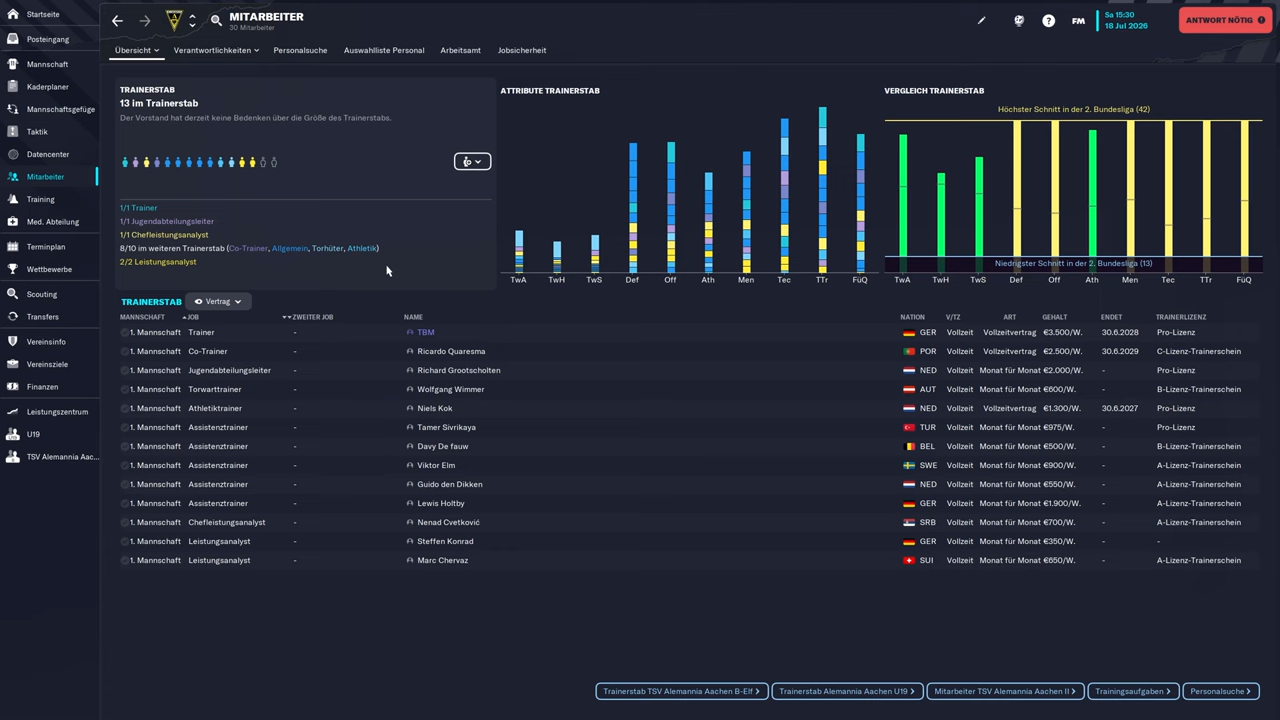 Startseite
Posteingang
Mannschaft
Kaderplaner
Mannschaftsgefüge
Taktik
Datencenter
Mitarbeiter
Training
Med. Abteilung
Terminplan
Wettbewerbe
Scouting
Transfers
Vereinsinfo
Vereinsziele
Finanzen
Leistungszentrum
U19
TSV Alemannia Aac...
MITARBEITER
30 Mitarbeiter
FM
Sa 15:30
18 Jul 2026
ANTWORT NÖTIG
Übersicht Verantwortlichkeiten Personalsuche Auswahlliste Personal Arbeitsamt Jobsicherheit
TRAINERSTAB
13 im Trainerstab
Der Vorstand hat derzeit keine Bedenken über die Größe des Trainerstabs.
1/1 Trainer
1/1 Jugendabteilungsleiter
1/1 Chefleistungsanalyst
8/10 im weiteren Trainerstab (Co-Trainer, Allgemein, Torhüter, Athletik)
2/2 Leistungsanalyst
ATTRIBUTE TRAINERSTAB
TwA TwH TwS Def Off Ath Men Tec TTr FüQ
VERGLEICH TRAINERSTAB
Höchster Schnitt in der 2. Bundesliga (42)
Niedrigster Schnitt in der 2. Bundesliga (13)
TwA TwH TwS Def Off Ath Men Tec TTr FüQ
TRAINERSTAB Vertrag
MANNSCHAFT JOB ZWEITER JOB NAME NATION V/TZ ART GEHALT ENDET TRAINERLIZENZ
1. Mannschaft Trainer - TBM GER Vollzeit Vollzeitvertrag €3.500/W. 30.6.2028 Pro-Lizenz
1. Mannschaft Co-Trainer - Ricardo Quaresma POR Vollzeit Vollzeitvertrag €2.500/W. 30.6.2029 C-Lizenz-Trainerschein
1. Mannschaft Jugendabteilungsleiter - Richard Grootscholten NED Vollzeit Monat für Monat €2.000/W. - Pro-Lizenz
1. Mannschaft Torwarttrainer - Wolfgang Wimmer AUT Vollzeit Monat für Monat €600/W. - B-Lizenz-Trainerschein
1. Mannschaft Athletiktrainer - Niels Kok NED Vollzeit Vollzeitvertrag €1.300/W. 30.6.2027 Pro-Lizenz
1. Mannschaft Assistenztrainer - Tamer Sivrikaya TUR Vollzeit Monat für Monat €975/W. - Pro-Lizenz
1. Mannschaft Assistenztrainer - Davy De fauw BEL Vollzeit Monat für Monat €500/W. - B-Lizenz-Trainerschein
1. Mannschaft Assistenztrainer - Viktor Elm SWE Vollzeit Monat für Monat €900/W. - A-Lizenz-Trainerschein
1. Mannschaft Assistenztrainer - Guido den Dikken NED Vollzeit Monat für Monat €550/W. - A-Lizenz-Trainerschein
1. Mannschaft Assistenztrainer - Lewis Holtby GER Vollzeit Monat für Monat €1.900/W. - A-Lizenz-Trainerschein
1. Mannschaft Chefleistungsanalyst - Nenad Cvetković SRB Vollzeit Monat für Monat €700/W. - A-Lizenz-Trainerschein
1. Mannschaft Leistungsanalyst - Steffen Konrad GER Vollzeit Monat für Monat €350/W. - -
1. Mannschaft Leistungsanalyst - Marc Chervaz SUI Vollzeit Monat für Monat €650/W. - A-Lizenz-Trainerschein
Trainerstab TSV Alemannia Aachen B-Elf Trainerstab Alemannia Aachen U19 Mitarbeiter TSV Alemannia Aachen II Trainingsaufgaben Personalsuche